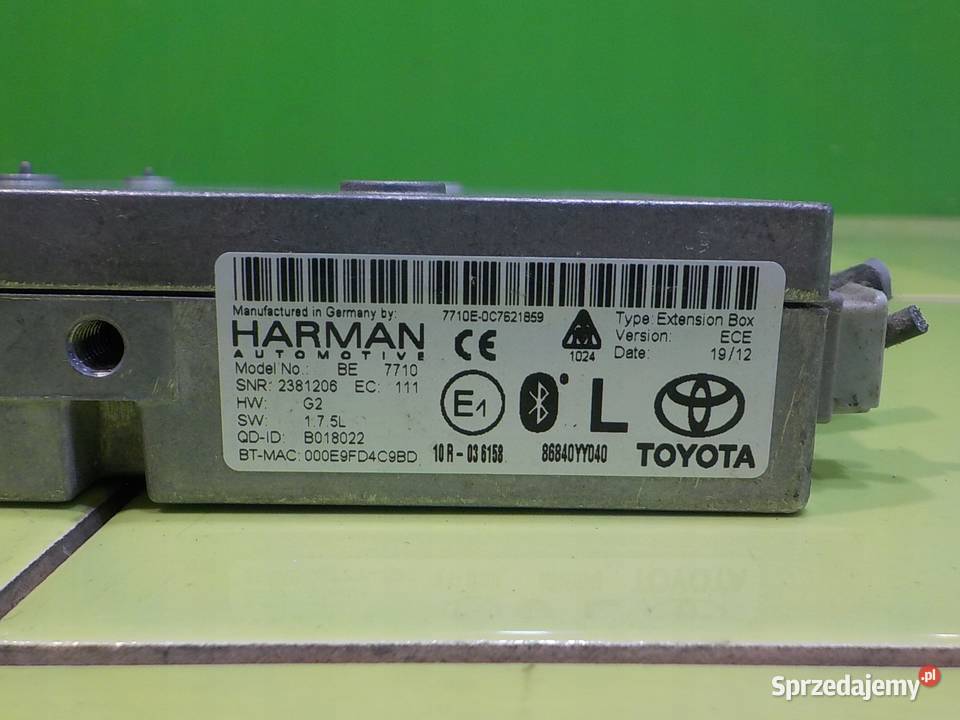 Manufactured in Germany by: 7710E-0C7621859 Type: Extension Box
HARMAN
AUTOMOTIVE
CE
1024
Version: ECE
Date: 19/12
Model No.: BE 7710
SNR: 2381206 EC: 111
HW: G2
SW: 1.7.5L
QD-ID: B018022
BT-MAC: 000E9FD4C9BD
E1
L
10 R - 03 6158
86840YY040
TOYOTA
Sprzedajemy.pl